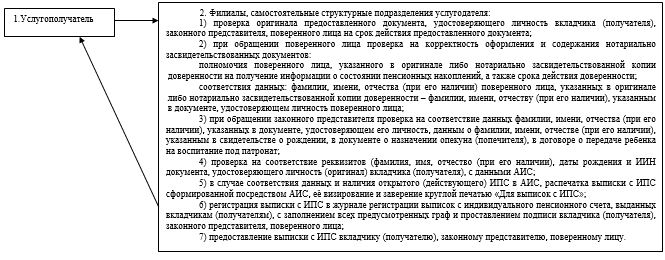 1.Услугополучатель
2. Филиалы, самостоятельные структурные подразделения услугодателя:
1) проверка оригинала предоставленного документа, удостоверяющего личность вкладчика (получателя),
законного представителя, поверенного лица на срок действия предоставленного документа;
2) при обращении поверенного лица проверка на корректность оформления и содержания нотариально
засвидетельствованных документов:
полномочия поверенного лица, указанного в оригинале либо нотариально засвидетельствованной копии
доверенности на получение информации о состоянии пенсионных накоплений, а также срока действия доверенности;
соответствия данных: фамилии, имени, отчества (при его наличии) поверенного лица, указанных в оригинале
либо нотариально засвидетельствованной копии доверенности – фамилии, имени, отчеству (при его наличии), указанным
в документе, удостоверяющем личность поверенного лица;
3) при обращении законного представителя проверка на соответствие данных фамилии, имени, отчества (при его
наличии), указанных в документе, удостоверяющем его личность, данным о фамилии, имени, отчестве (при его наличии),
указанным в свидетельстве о рождении, в документе о назначении опекуна (попечителя), в договоре о передаче ребенка
на воспитание под патронат;
4) проверка на соответствие реквизитов (фамилия, имя, отчество (при его наличии), даты рождения и ИИН
документа, удостоверяющего личность (оригинал) вкладчика (получателя), с данными АИС;
5) в случае соответствия данных и наличия открытого (действующего) ИПС в АИС, распечатка выписки с ИПС
сформированной посредством АИС, её визирование и заверение круглой печатью «Для выписок с ИПС»;
6) регистрация выписки с ИПС в журнале регистрации выписок с индивидуального пенсионного счета, выданных
вкладчикам (получателям), с заполнением всех предусмотренных граф и проставлением подписи вкладчика (получателя),
законного представителя, поверенного лица;
7) предоставление выписки с ИПС вкладчику (получателю), законному представителю, поверенному лицу.